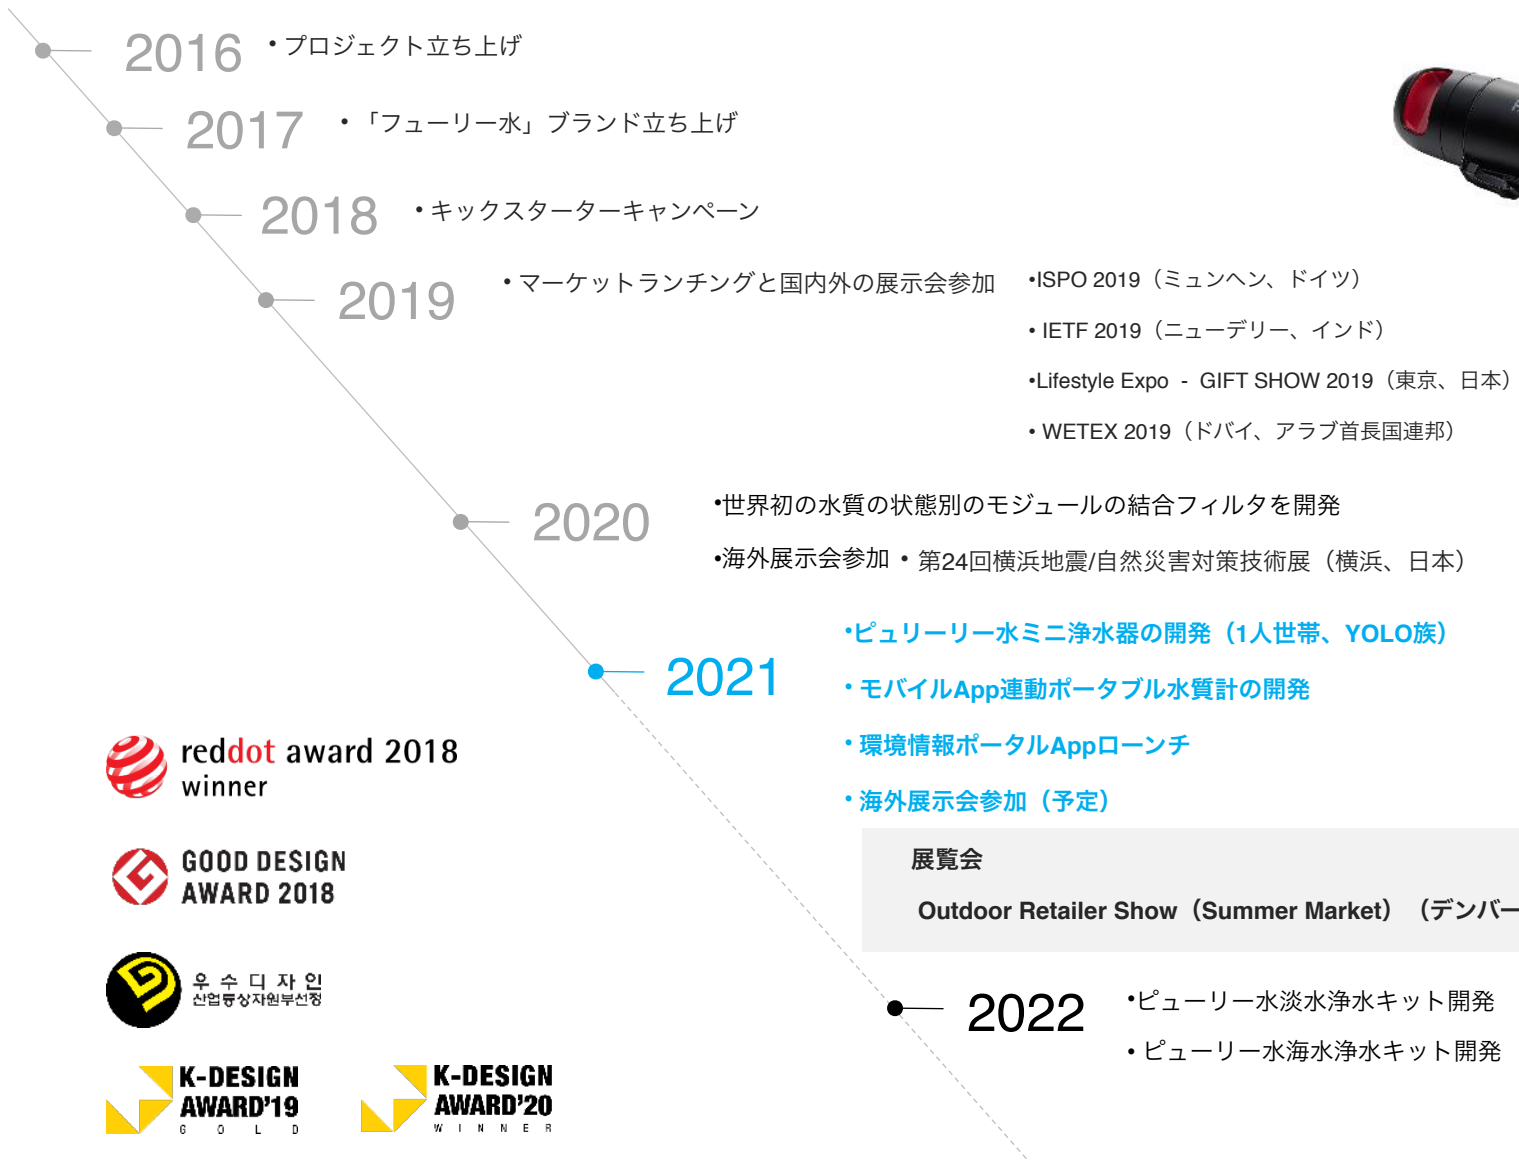 2016 •プロジェクト立ち上げ
2017 •「フューリー水」ブランド立ち上げ
2018 •キックスターターキャンペーン
2019 •マーケットランチングと国内外の展示会参加
•ISPO 2019（ミュンヘン、ドイツ）
• IETF 2019（ニューデリー、インド）
•Lifestyle Expo - GIFT SHOW 2019（東京、日本）
• WETEX 2019（ドバイ、アラブ首長国連邦）
2020 •世界初の水質の状態別のモジュールの結合フィルタを開発
•海外展示会参加 • 第24回横浜地震/自然災害対策技術展（横浜、日本）
2021 •ピュリーリー水ミニ浄水器の開発（1人世帯、YOLO族）
• モバイルApp連動ポータブル水質計の開発
• 環境情報ポータルAppローンチ
• 海外展示会参加（予定）
展覧会
Outdoor Retailer Show（Summer Market）（デンバー
2022 •ピューリー水淡水浄水キット開発
• ピューリー水海水浄水キット開発
reddot award 2018
winner
GOOD DESIGN
AWARD 2018
우수디자인
산업통상자원부선정
K-DESIGN
AWARD'19
GOLD
K-DESIGN
AWARD'20
WINNER